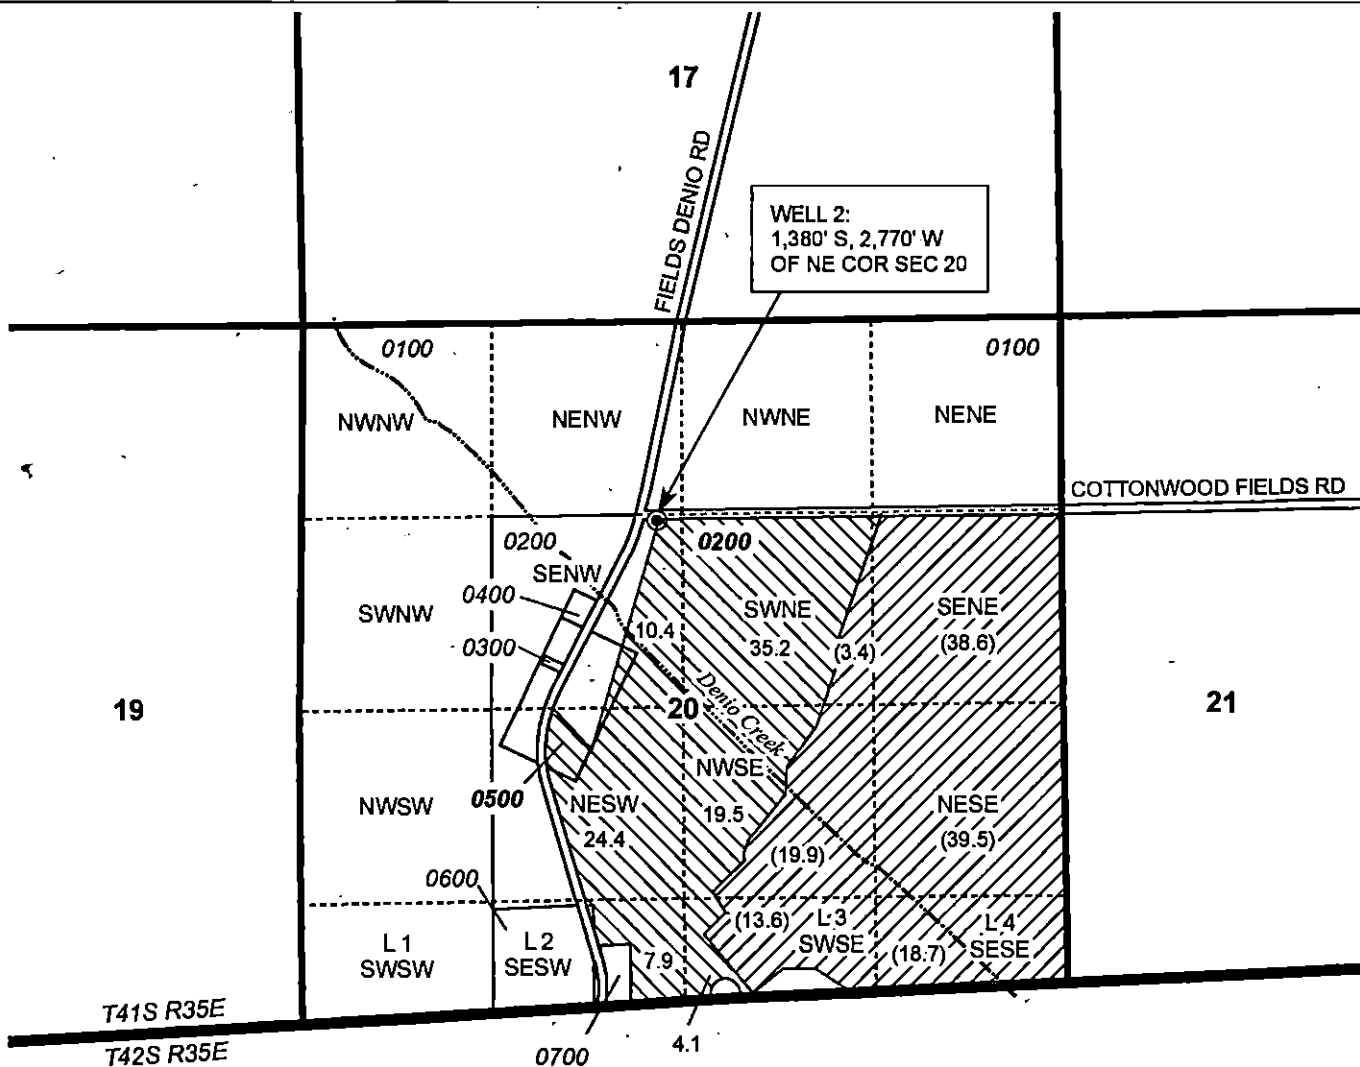 17
FIELDS DENIO RD
WELL 2:
1,380' S, 2,770' W
OF NE COR SEC 20
0100
0100
NWNW
NENW
NWNE
NENE
COTTONWOOD FIELDS RD
0200
0200
SENW
0400
SWNW
SWNE
SENE
10.4
35.2
(3.4)
(38.6)
0300
Denio Creek
19
20
21
NWSE
0500
NWSW
NESW
24.4
19.5
NESE
(39.5)
(19.9)
0600
L 1
SWSW
L 2
SESW
(13.6)
L 3
SWSE
L 4
SESE
(18.7)
7.9
T41S R35E
T42S R35E
0700
4.1